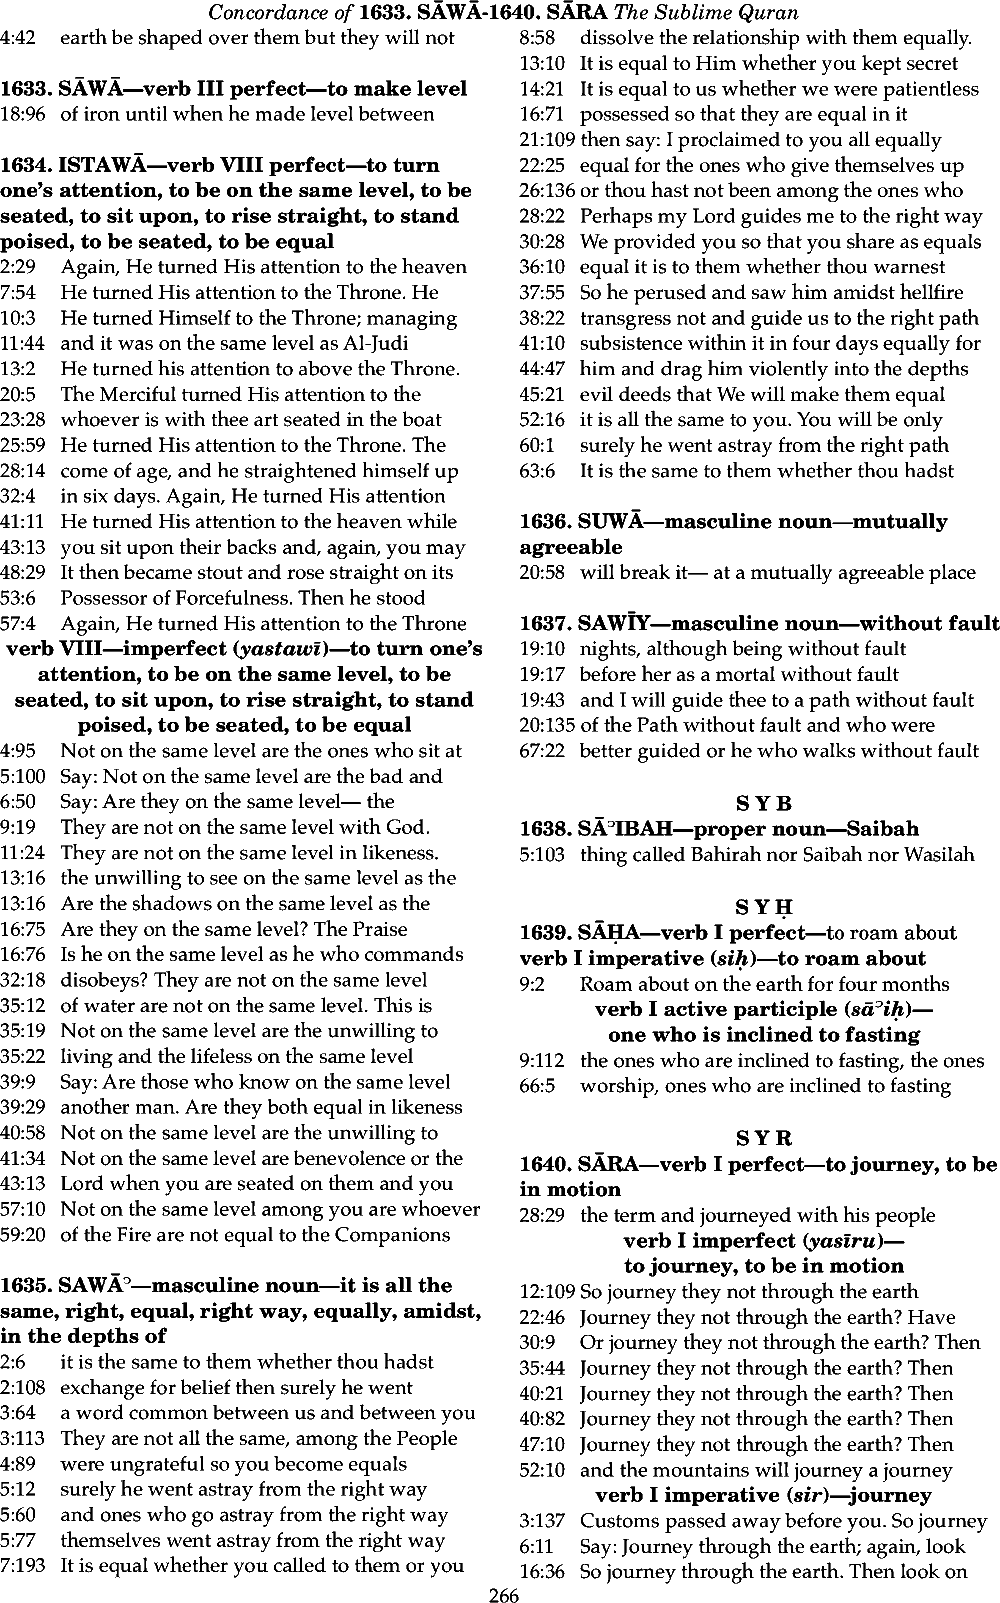 Concordance of 1633. SĀWĀ-1640. SĀRA The Sublime Quran
4:42 earth be shaped over them but they will not
1633. SĀWĀ—verb III perfect—to make level
18:96 of iron until when he made level between
1634. ISTAWĀ—verb VIII perfect—to turn
one's attention, to be on the same level, to be
seated, to sit upon, to rise straight, to stand
poised, to be seated, to be equal
2:29 Again, He turned His attention to the heaven
7:54 He turned His attention to the Throne. He
10:3 He turned Himself to the Throne; managing
11:44 and it was on the same level as Al-Judi
13:2 He turned his attention to above the Throne.
20:5 The Merciful turned His attention to the
23:28 whoever is with thee art seated in the boat
25:59 He turned His attention to the Throne. The
28:14 come of age, and he straightened himself up
32:4 in six days. Again, He turned His attention
41:11 He turned His attention to the heaven while
43:13 you sit upon their backs and, again, you may
48:29 It then became stout and rose straight on its
53:6 Possessor of Forcefulness. Then he stood
57:4 Again, He turned His attention to the Throne
verb VIII—imperfect (yastawī)—to turn one's
attention, to be on the same level, to be
seated, to sit upon, to rise straight, to stand
poised, to be seated, to be equal
4:95 Not on the same level are the ones who sit at
5:100 Say: Not on the same level are the bad and
6:50 Say: Are they on the same level— the
9:19 They are not on the same level with God.
11:24 They are not on the same level in likeness.
13:16 the unwilling to see on the same level as the
13:16 Are the shadows on the same level as the
16:75 Are they on the same level? The Praise
16:76 Is he on the same level as he who commands
32:18 disobeys? They are not on the same level
35:12 of water are not on the same level. This is
35:19 Not on the same level are the unwilling to
35:22 living and the lifeless on the same level
39:9 Say: Are those who know on the same level
39:29 another man. Are they both equal in likeness
40:58 Not on the same level are the unwilling to
41:34 Not on the same level are benevolence or the
43:13 Lord when you are seated on them and you
57:10 Not on the same level among you are whoever
59:20 of the Fire are not equal to the Companions
1635. SAWĀʾ—masculine noun—it is all the
same, right, equal, right way, equally, amidst,
in the depths of
2:6 it is the same to them whether thou hadst
2:108 exchange for belief then surely he went
3:64 a word common between us and between you
3:113 They are not all the same, among the People
4:89 were ungrateful so you become equals
5:12 surely he went astray from the right way
5:60 and ones who go astray from the right way
5:77 themselves went astray from the right way
7:193 It is equal whether you called to them or you
8:58 dissolve the relationship with them equally.
13:10 It is equal to Him whether you kept secret
14:21 It is equal to us whether we were patientless
16:71 possessed so that they are equal in it
21:109 then say: I proclaimed to you all equally
22:25 equal for the ones who give themselves up
26:136 or thou hast not been among the ones who
28:22 Perhaps my Lord guides me to the right way
30:28 We provided you so that you share as equals
36:10 equal it is to them whether thou warnest
37:55 So he perused and saw him amidst hellfire
38:22 transgress not and guide us to the right path
41:10 subsistence within it in four days equally for
44:47 him and drag him violently into the depths
45:21 evil deeds that We will make them equal
52:16 it is all the same to you. You will be only
60:1 surely he went astray from the right path
63:6 It is the same to them whether thou hadst
1636. SUWĀ—masculine noun—mutually
agreeable
20:58 will break it— at a mutually agreeable place
1637. SAWĪY—masculine noun—without fault
19:10 nights, although being without fault
19:17 before her as a mortal without fault
19:43 and I will guide thee to a path without fault
20:135 of the Path without fault and who were
67:22 better guided or he who walks without fault
S Y B
1638. SĀʾIBAH—proper noun—Saibah
5:103 thing called Bahirah nor Saibah nor Wasilah
S Y Ḥ
1639. SĀḤA—verb I perfect—to roam about
verb I imperative (siḥ)—to roam about
9:2 Roam about on the earth for four months
verb I active participle (sāʾiḥ)—
one who is inclined to fasting
9:112 the ones who are inclined to fasting, the ones
66:5 worship, ones who are inclined to fasting
S Y R
1640. SĀRA—verb I perfect—to journey, to be
in motion
28:29 the term and journeyed with his people
verb I imperfect (yasīru)—
to journey, to be in motion
12:109 So journey they not through the earth
22:46 Journey they not through the earth? Have
30:9 Or journey they not through the earth? Then
35:44 Journey they not through the earth? Then
40:21 Journey they not through the earth? Then
40:82 Journey they not through the earth? Then
47:10 Journey they not through the earth? Then
52:10 and the mountains will journey a journey
verb I imperative (sir)—journey
3:137 Customs passed away before you. So journey
6:11 Say: Journey through the earth; again, look
16:36 So journey through the earth. Then look on
266